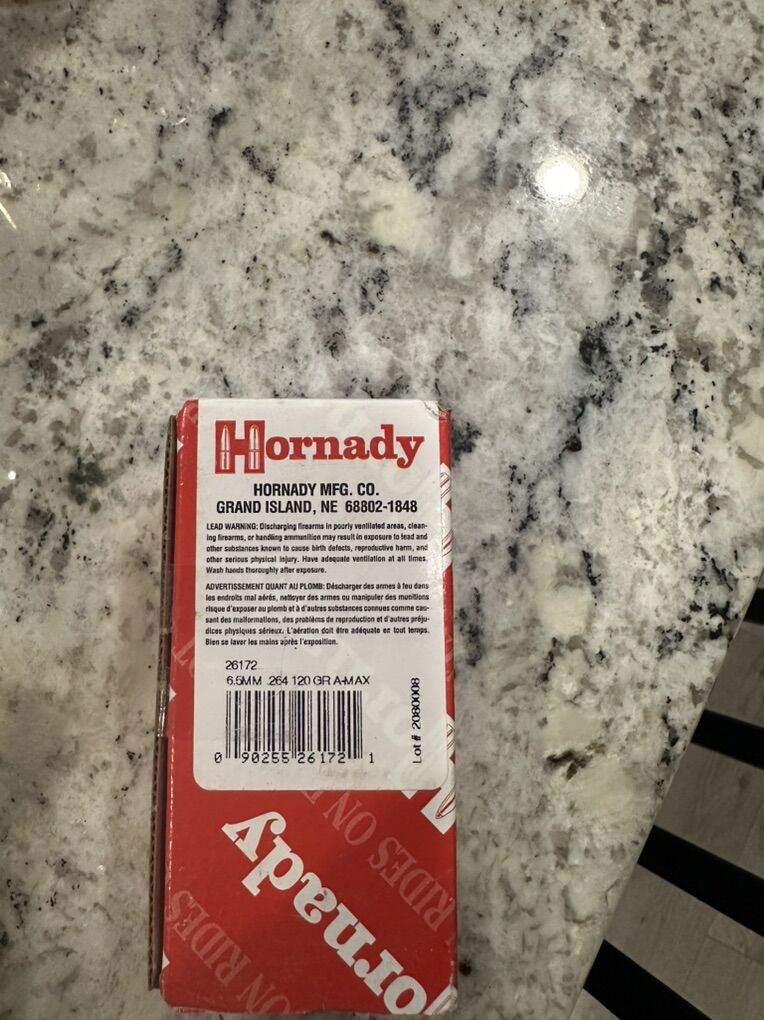 Hornady
HORNADY MFG. CO.
GRAND ISLAND, NE 68802-1848
LEAD WARNING: Discharging firearms in poorly ventilated areas, clean-
ing firearms, or handling ammunition may result in exposure to lead and
other substances known to cause birth defects, reproductive harm, and
other serious physical injury. Have adequate ventilation at all times.
Wash hands thoroughly after exposure.
ADVERTISSEMENT QUANT AU PLOMB: Décharger des armes à feu dans
les endroits mal aérés, nettoyer des armes ou manipuler des munitions
risque d'exposer au plomb et à d'autres substances connues comme cau-
sant des malformations, des problèmes de reproduction et d'autres préju-
dices physiques sérieux. L'aération doit être adéquate en tout temps.
Bien se laver les mains après l'exposition.
26172
6.5MM .264 120 GR A-MAX
0 90255 26172 1
Lot # 2080008
RIDES ON
ornady
ON RIDES